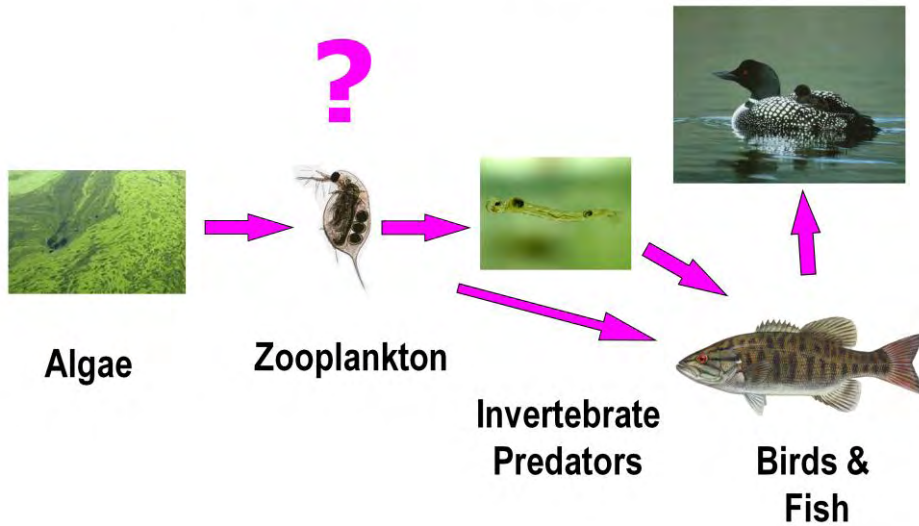 ?
Algae
Zooplankton
Invertebrate
Predators
Birds &
Fish